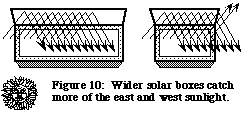 Figure 10: Wider solar boxes catch
more of the east and west sunlight.